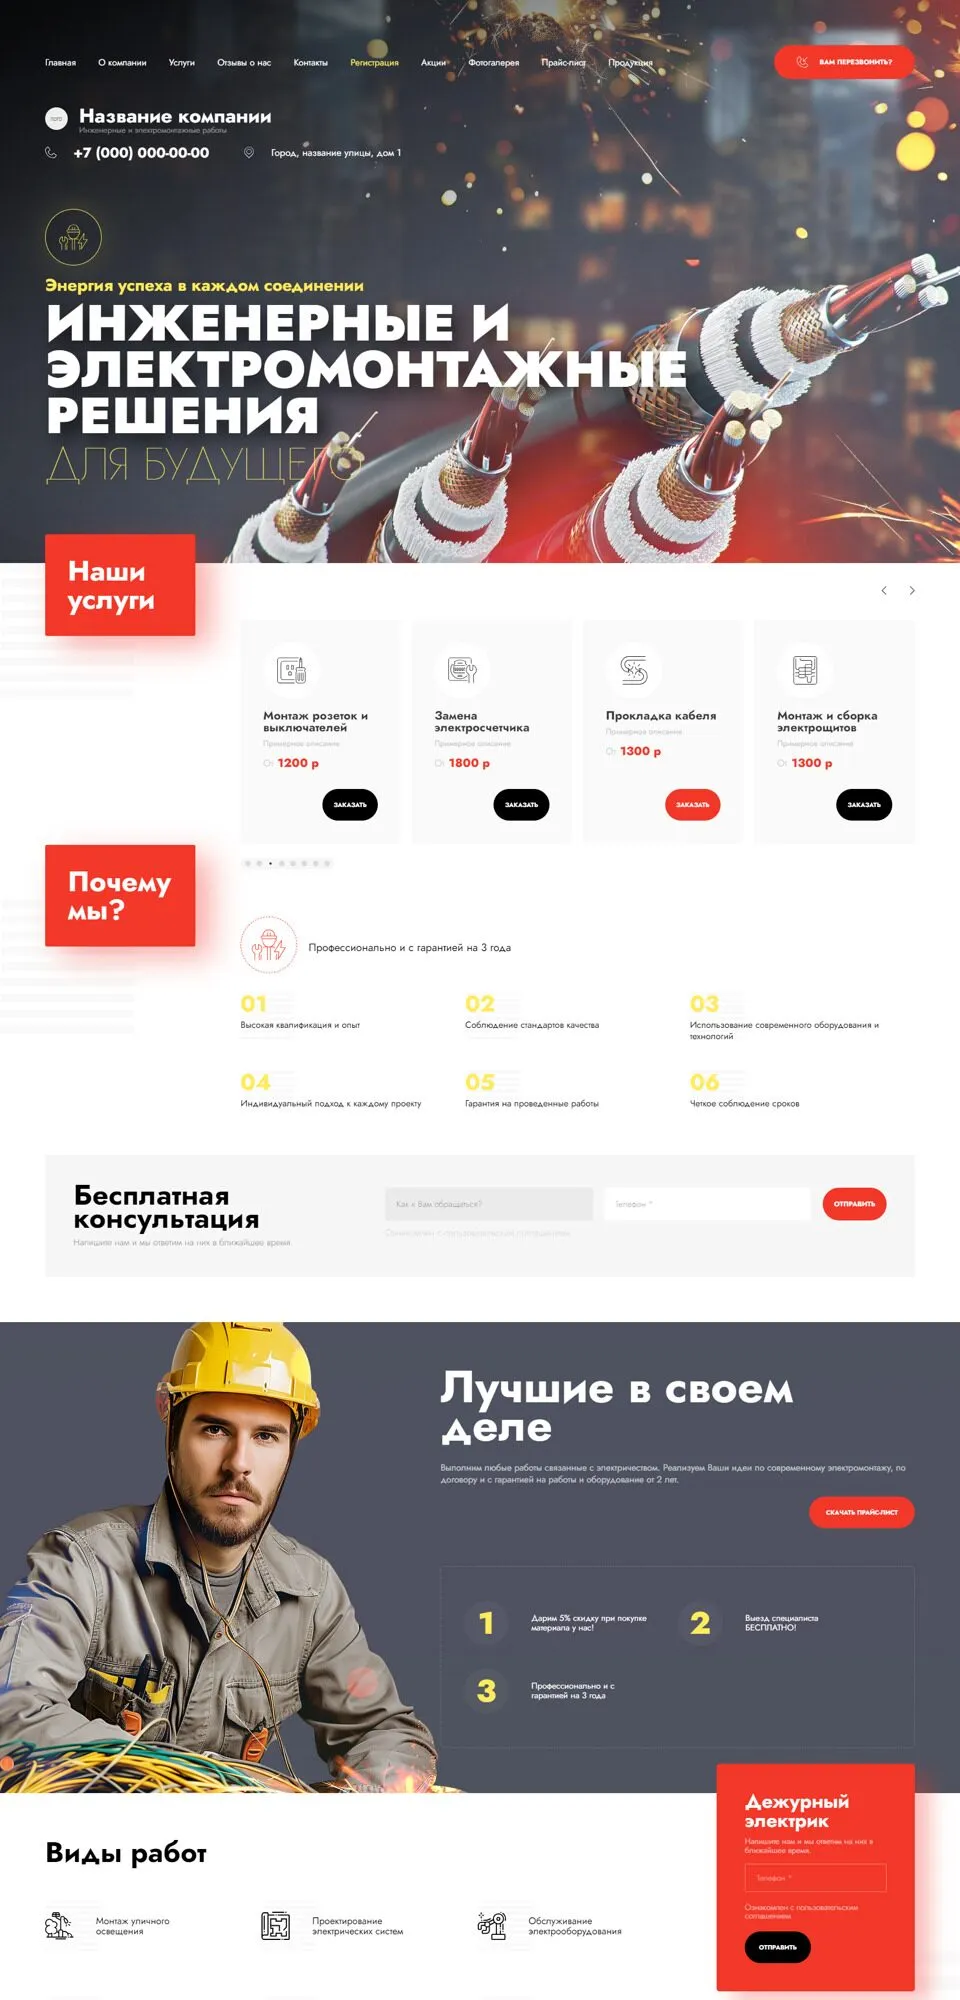 Главная О компании Услуги Отзывы о нас Контакты Регистрация Акции Фотогалерея Прайс-лист Продукция
ВАМ ПЕРЕЗВОНИТЬ?
Название компании
Инженерные и электромонтажные работы
+7 (000) 000-00-00 Город, название улицы, дом 1
Энергия успеха в каждом соединении
ИНЖЕНЕРНЫЕ И
ЭЛЕКТРОМОНТАЖНЫЕ
РЕШЕНИЯ
ДЛЯ БУДУЩЕГО
Наши
услуги
Монтаж розеток и
выключателей
Примерное описание
От 1200 р
ЗАКАЗАТЬ
Замена
электросчетчика
Примерное описание
От 1800 р
ЗАКАЗАТЬ
Прокладка кабеля
Примерное описание
От 1300 р
ЗАКАЗАТЬ
Монтаж и сборка
электрощитов
Примерное описание
От 1300 р
ЗАКАЗАТЬ
Почему
мы?
Профессионально и с гарантией на 3 года
01
Высокая квалификация и опыт
02
Соблюдение стандартов качества
03
Использование современного оборудования и
технологий
04
Индивидуальный подход к каждому проекту
05
Гарантия на проведенные работы
06
Четкое соблюдение сроков
Бесплатная
консультация
Напишите нам и мы ответим на них в ближайшее время.
Как к Вам обращаться?
Телефон *
ОТПРАВИТЬ
Ознакомлен с пользовательским соглашением
Лучшие в своем
деле
Выполним любые работы связанные с электричеством. Реализуем Ваши идеи по современному электромонтажу, по
договору и с гарантией на работы и оборудование от 2 лет.
СКАЧАТЬ ПРАЙС-ЛИСТ
1
Дарим 5% скидку при покупке
материала у нас!
2
Выезд специалиста
БЕСПЛАТНО!
3
Профессионально и с
гарантией на 3 года
Дежурный
электрик
Напишите нам и мы ответим на них в
ближайшее время.
Телефон *
Ознакомлен с пользовательским
соглашением
ОТПРАВИТЬ
Виды работ
Монтаж уличного
освещения
Проектирование
электрических систем
Обслуживание
электрооборудования